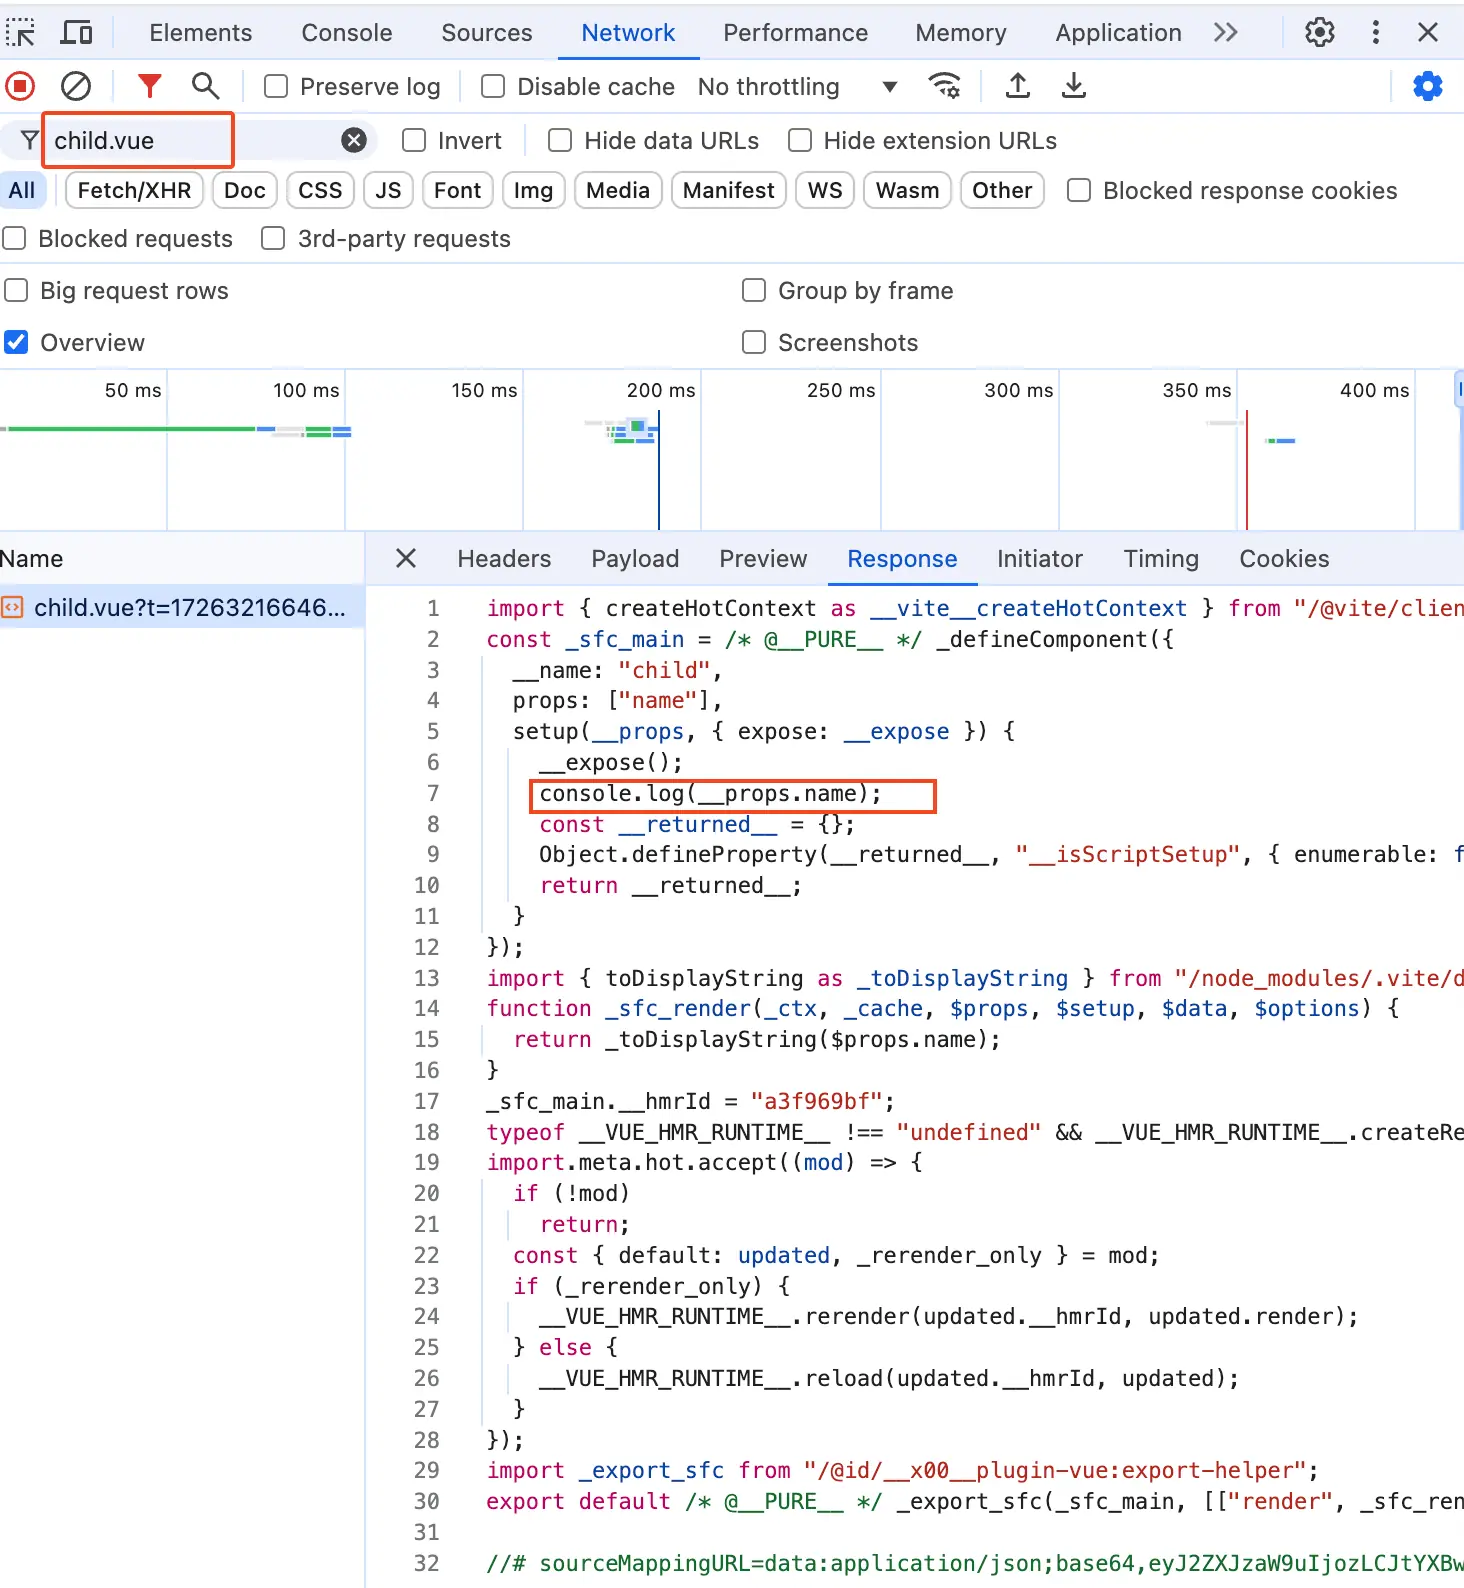 Elements Console Sources Network Performance Memory Application
Preserve log Disable cache No throttling
child.vue Invert Hide data URLs Hide extension URLs
All Fetch/XHR Doc CSS JS Font Img Media Manifest WS Wasm Other Blocked response cookies
Blocked requests 3rd-party requests
Big request rows Group by frame
Overview Screenshots
50 ms 100 ms 150 ms 200 ms 250 ms 300 ms 350 ms 400 ms
Name Headers Payload Preview Response Initiator Timing Cookies
child.vue?t=17263216646...
1 import { createHotContext as __vite__createHotContext } from "/@vite/clien
2 const _sfc_main = /* @__PURE__ */ _defineComponent({
3 __name: "child",
4 props: ["name"],
5 setup(__props, { expose: __expose }) {
6 __expose();
7 console.log(__props.name);
8 const __returned__ = {};
9 Object.defineProperty(__returned__, "__isScriptSetup", { enumerable: f
10 return __returned__;
11 }
12 });
13 import { toDisplayString as _toDisplayString } from "/node_modules/.vite/d
14 function _sfc_render(_ctx, _cache, $props, $setup, $data, $options) {
15 return _toDisplayString($props.name);
16 }
17 _sfc_main.__hmrId = "a3f969bf";
18 typeof __VUE_HMR_RUNTIME__ !== "undefined" && __VUE_HMR_RUNTIME__.createRe
19 import.meta.hot.accept((mod) => {
20 if (!mod)
21 return;
22 const { default: updated, _rerender_only } = mod;
23 if (_rerender_only) {
24 __VUE_HMR_RUNTIME__.rerender(updated.__hmrId, updated.render);
25 } else {
26 __VUE_HMR_RUNTIME__.reload(updated.__hmrId, updated);
27 }
28 });
29 import _export_sfc from "/@id/__x00__plugin-vue:export-helper";
30 export default /* @__PURE__ */ _export_sfc(_sfc_main, [["render", _sfc_ren
31
32 //# sourceMappingURL=data:application/json;base64,eyJ2ZXJzaW9uIjozLCJtYXBw